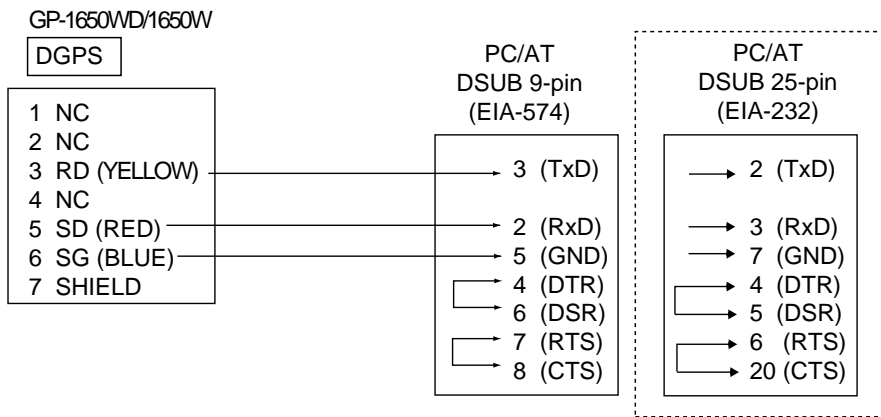 GP-1650WD/1650W
DGPS
1 NC
2 NC
3 RD (YELLOW)
4 NC
5 SD (RED)
6 SG (BLUE)
7 SHIELD
PC/AT
DSUB 9-pin
(EIA-574)
3 (TxD)
2 (RxD)
5 (GND)
4 (DTR)
6 (DSR)
7 (RTS)
8 (CTS)
PC/AT
DSUB 25-pin
(EIA-232)
2 (TxD)
3 (RxD)
7 (GND)
4 (DTR)
5 (DSR)
6 (RTS)
20 (CTS)